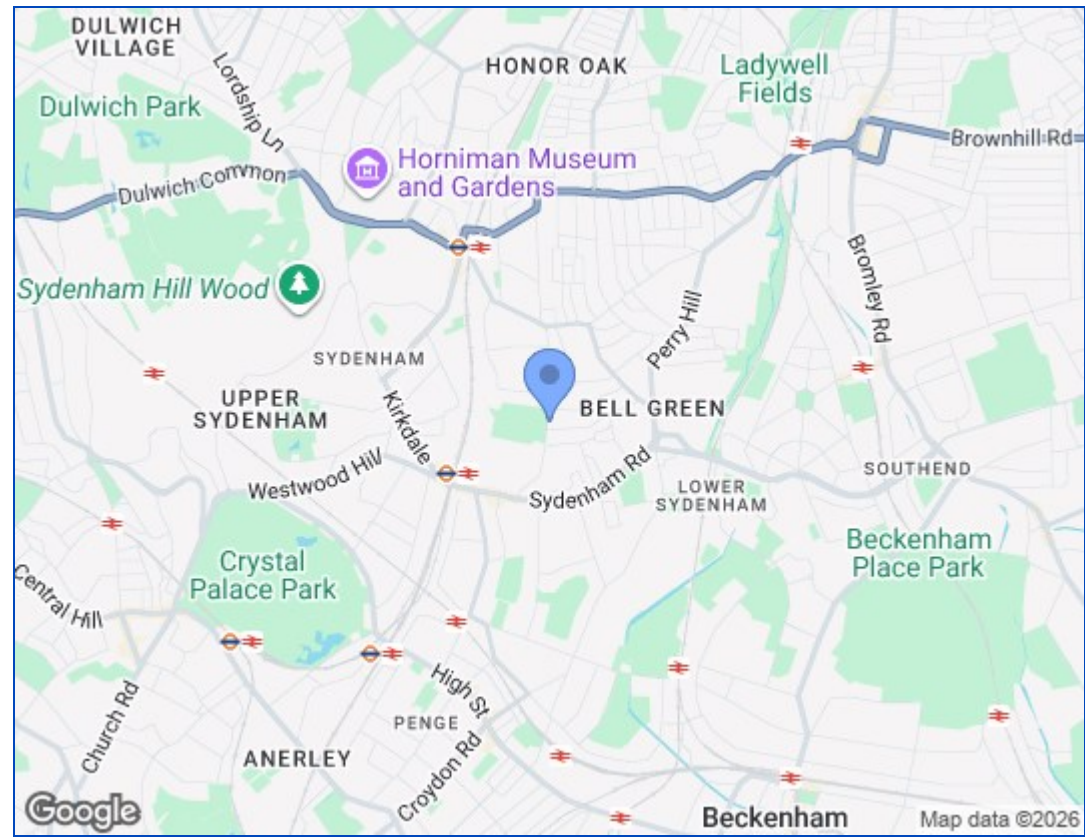 DULWICH
VILLAGE
HONOR OAK
Ladywell
Fields
Dulwich Park
Lordship Ln
Brownhill Rd
Horniman Museum
and Gardens
Dulwich Common
Sydenham Hill Wood
Bromley Rd
Perry Hill
SYDENHAM
UPPER
SYDENHAM
Kirkdale
BELL GREEN
Westwood Hill
Sydenham Rd
SOUTHEND
LOWER
SYDENHAM
Crystal
Palace Park
Beckenham
Place Park
Central Hill
High St
Church Rd
PENGE
ANERLEY
Croydon Rd
Google
Beckenham
Map data ©2026